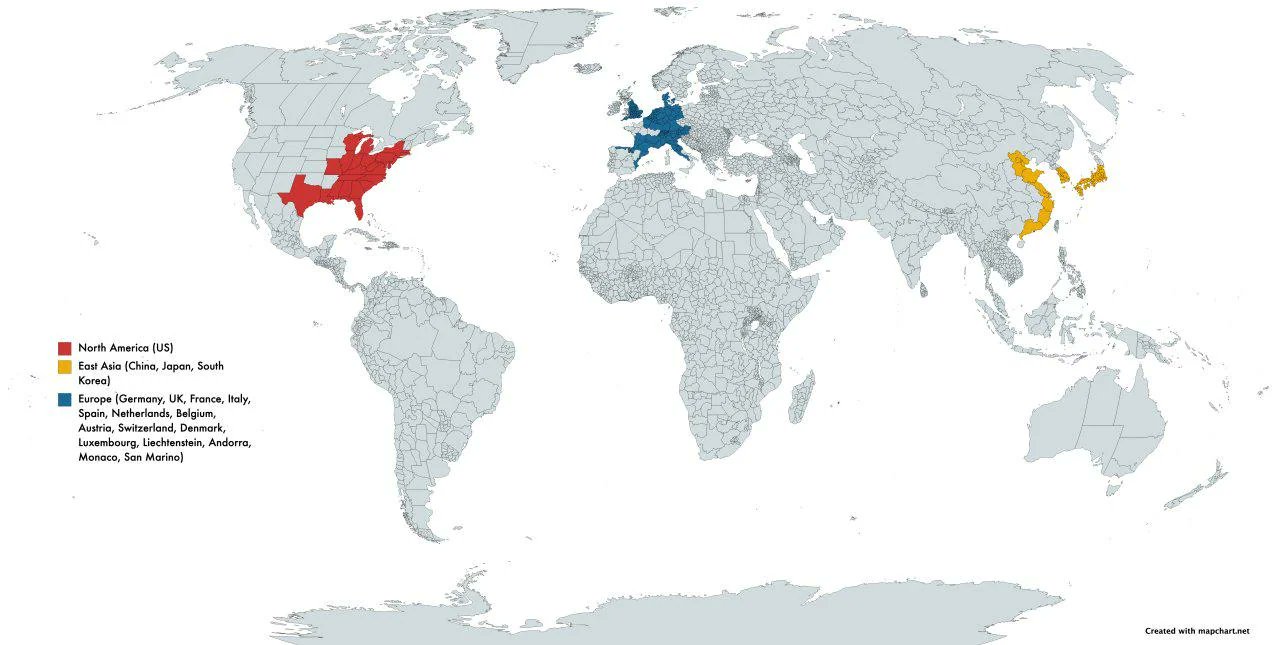 North America (US)
East Asia (China, Japan, South
Korea)
Europe (Germany, UK, France, Italy,
Spain, Netherlands, Belgium,
Austria, Switzerland, Denmark,
Luxembourg, Liechtenstein, Andorra,
Monaco, San Marino)
Created with mapchart.net